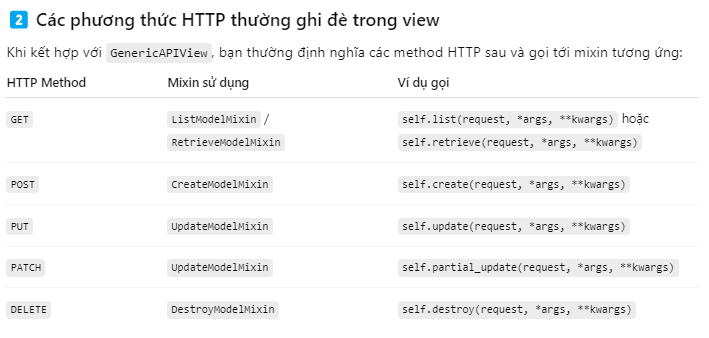 2 Các phương thức HTTP thường ghi đè trong view
Khi kết hợp với GenericAPIView, bạn thường định nghĩa các method HTTP sau và gọi tới mixin tương ứng:
HTTP Method Mixin sử dụng Ví dụ gọi
GET ListModelMixin / self.list(request, *args, **kwargs) hoặc
RetrieveModelMixin self.retrieve(request, *args, **kwargs)
POST CreateModelMixin self.create(request, *args, **kwargs)
PUT UpdateModelMixin self.update(request, *args, **kwargs)
PATCH UpdateModelMixin self.partial_update(request, *args, **kwargs)
DELETE DestroyModelMixin self.destroy(request, *args, **kwargs)